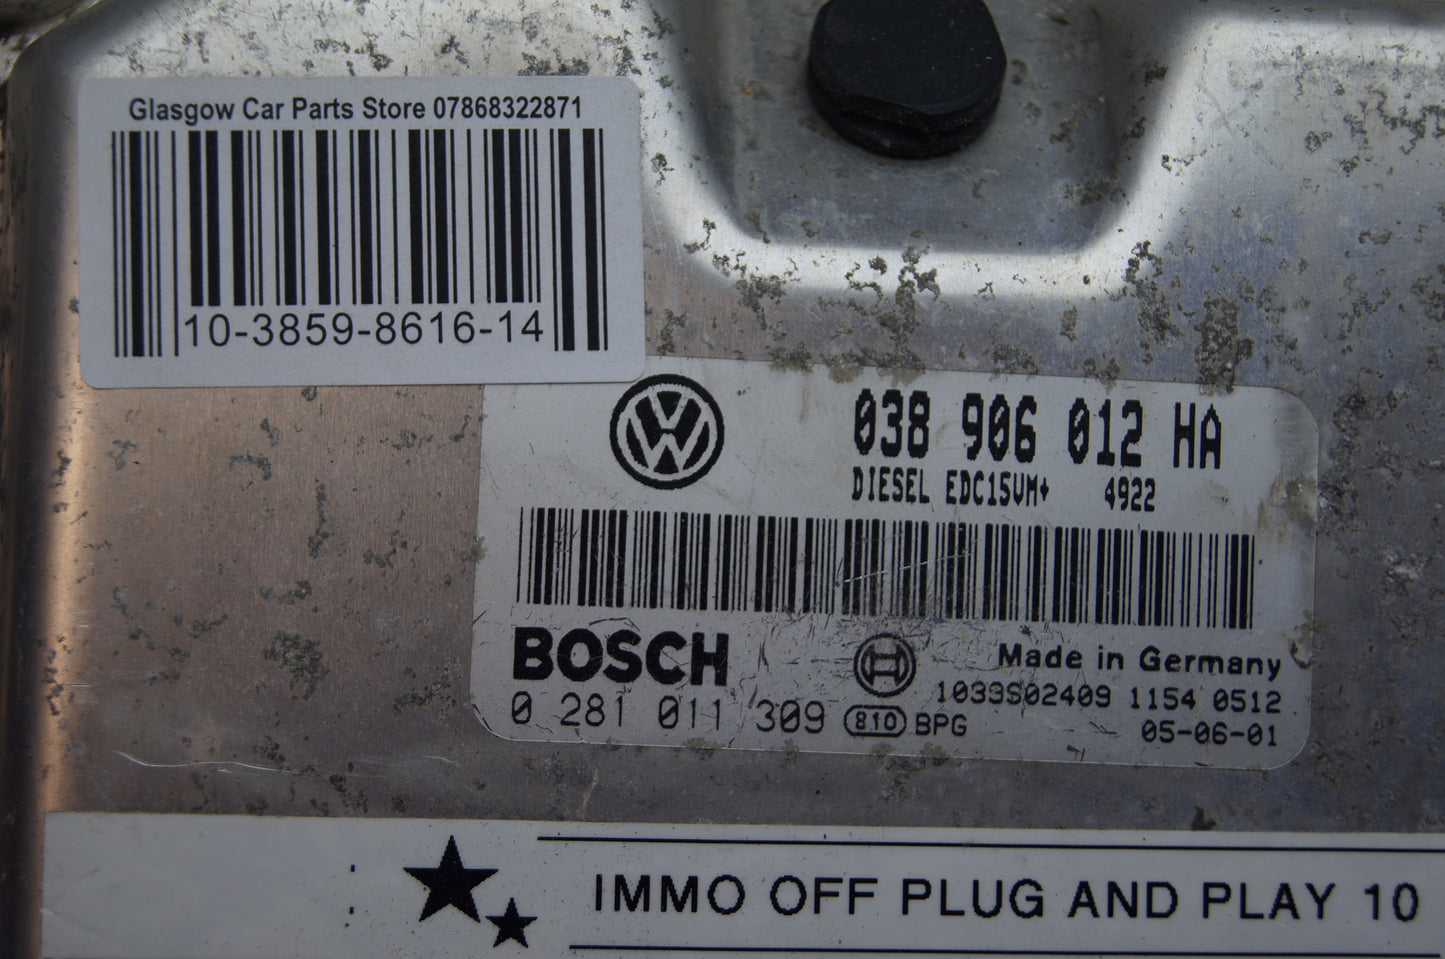 Glasgow Car Parts Store 07868322871
10-3859-8616-14
038 906 012 HA
DIESEL EDC15VM+ 4922
BOSCH
Made in Germany
0 281 011 309
1039S02409 1154 0512
810 BPG
05-06-01
IMMO OFF PLUG AND PLAY 10